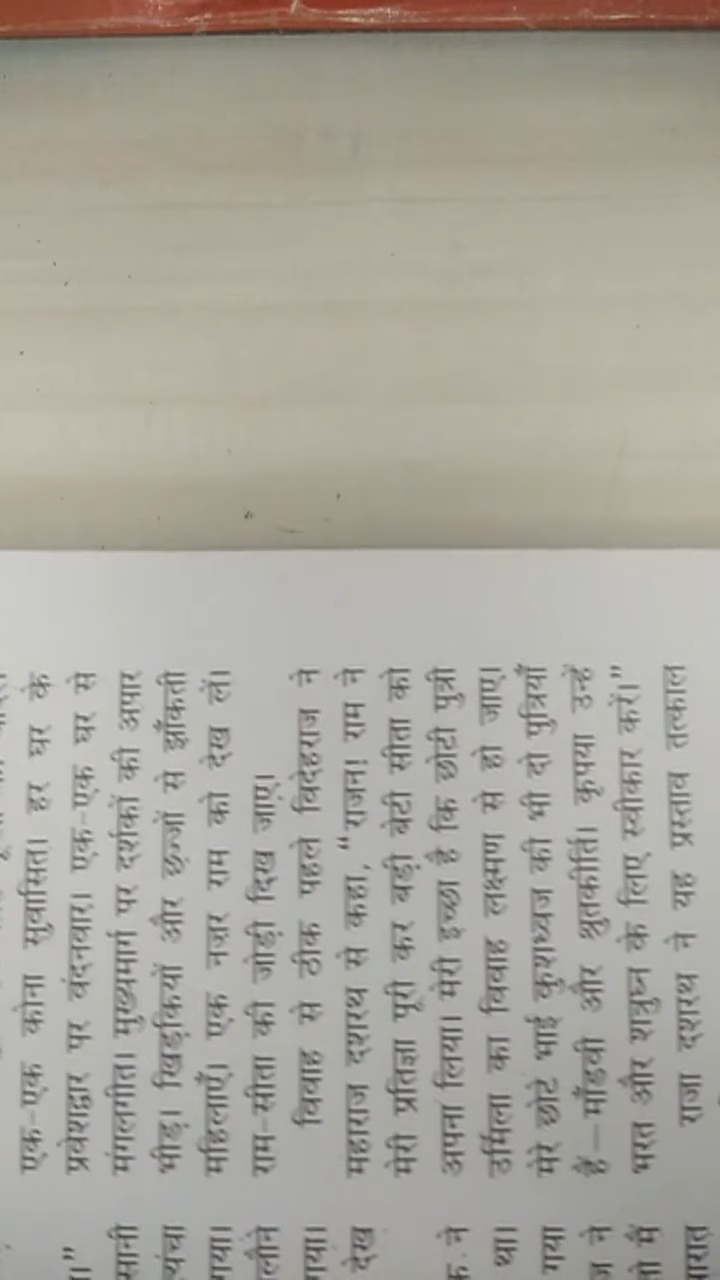 एक-एक कोना सुवासित। हर घर के
प्रवेशद्वार पर वंदनवार। एक-एक घर से
मंगलगीत। मुख्यमार्ग पर दर्शकों की अपार
भीड़। खिड़कियों और छज्जों से झाँकती
महिलाएँ। एक नज़र राम को देख लें।
राम-सीता की जोड़ी दिख जाए।
विवाह से ठीक पहले विदेहराज ने
महाराज दशरथ से कहा, "राजन! राम ने
मेरी प्रतिज्ञा पूरी कर बड़ी बेटी सीता को
अपना लिया। मेरी इच्छा है कि छोटी पुत्री
उर्मिला का विवाह लक्ष्मण से हो जाए।
मेरे छोटे भाई कुशध्वज की भी दो पुत्रियाँ
हैं—मांडवी और श्रुतकीर्ति। कृपया उन्हें
भरत और शत्रुघ्न के लिए स्वीकार करें।"
राजा दशरथ ने यह प्रस्ताव तत्काल
गया।
देख
ने
था।
गया
ने
में